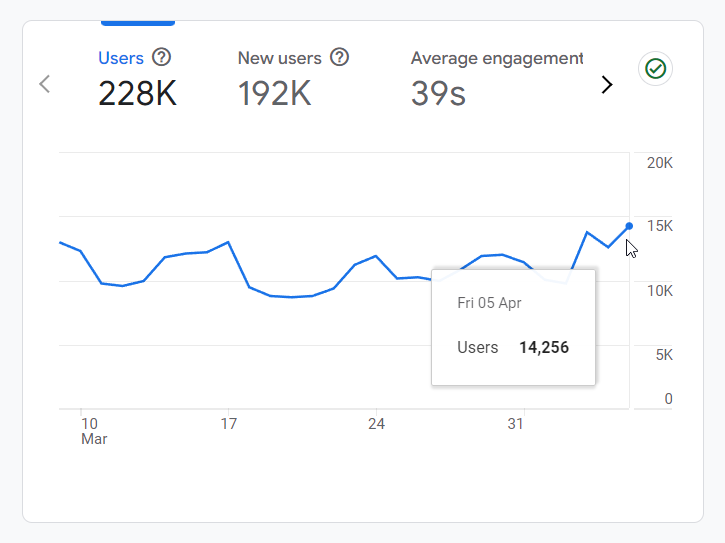 Users New users Average engagement
228K 192K 39s
20K
15K
10K
5K
0
Fri 05 Apr
Users 14,256
10 17 24 31
Mar